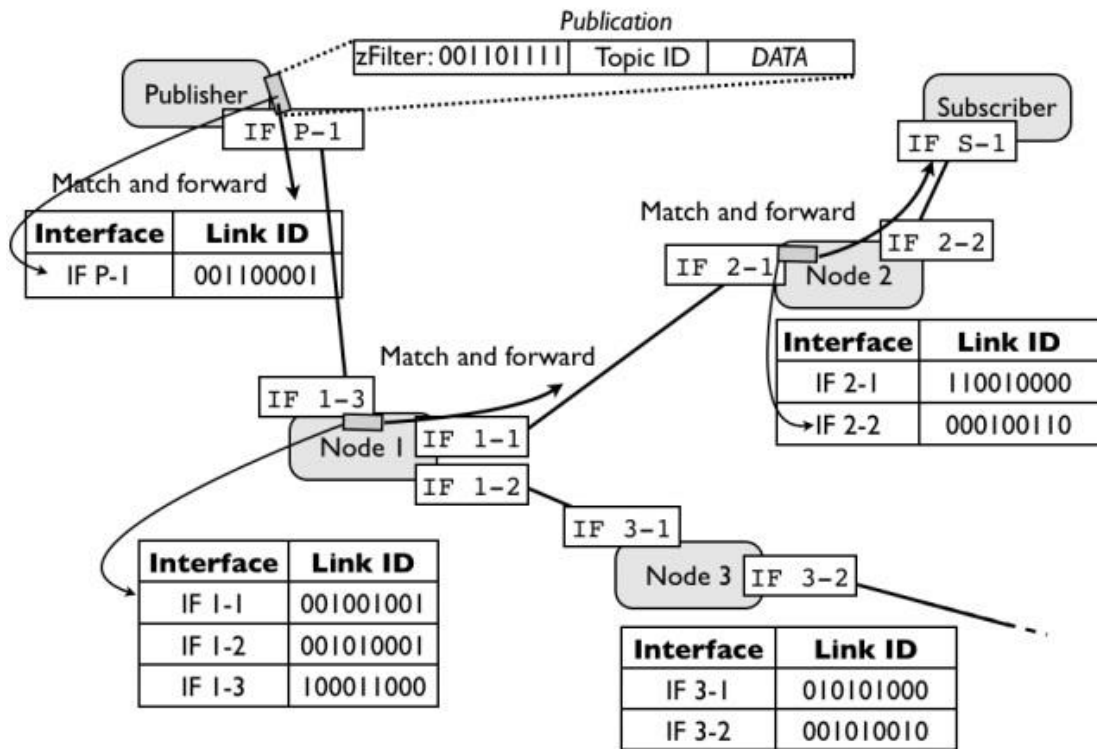 Publication
zFilter: 001101111 Topic ID DATA
Publisher
IF P-1
Subscriber
IF S-1
Match and forward
Interface Link ID
IF P-1 001100001
Match and forward
IF 2-2
IF 2-1
Node 2
Interface Link ID
IF 2-1 110010000
IF 2-2 000100110
Match and forward
IF 1-3
Node 1
IF 1-1
IF 1-2
IF 3-1
Node 3
IF 3-2
Interface Link ID
IF 1-1 001001001
IF 1-2 001010001
IF 1-3 100011000
Interface Link ID
IF 3-1 010101000
IF 3-2 001010010